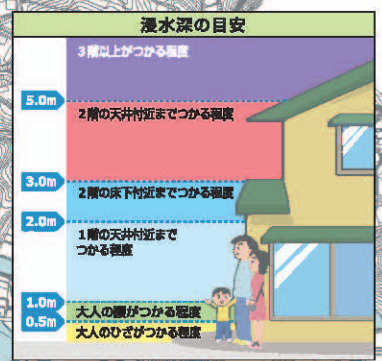 浸水深の目安
3階以上がつかる程度
5.0m
2階の天井付近までつかる程度
3.0m
2階の床下付近までつかる程度
2.0m
1階の天井付近まで
つかる程度
1.0m
大人の腰がつかる程度
0.5m
大人のひざがつかる程度